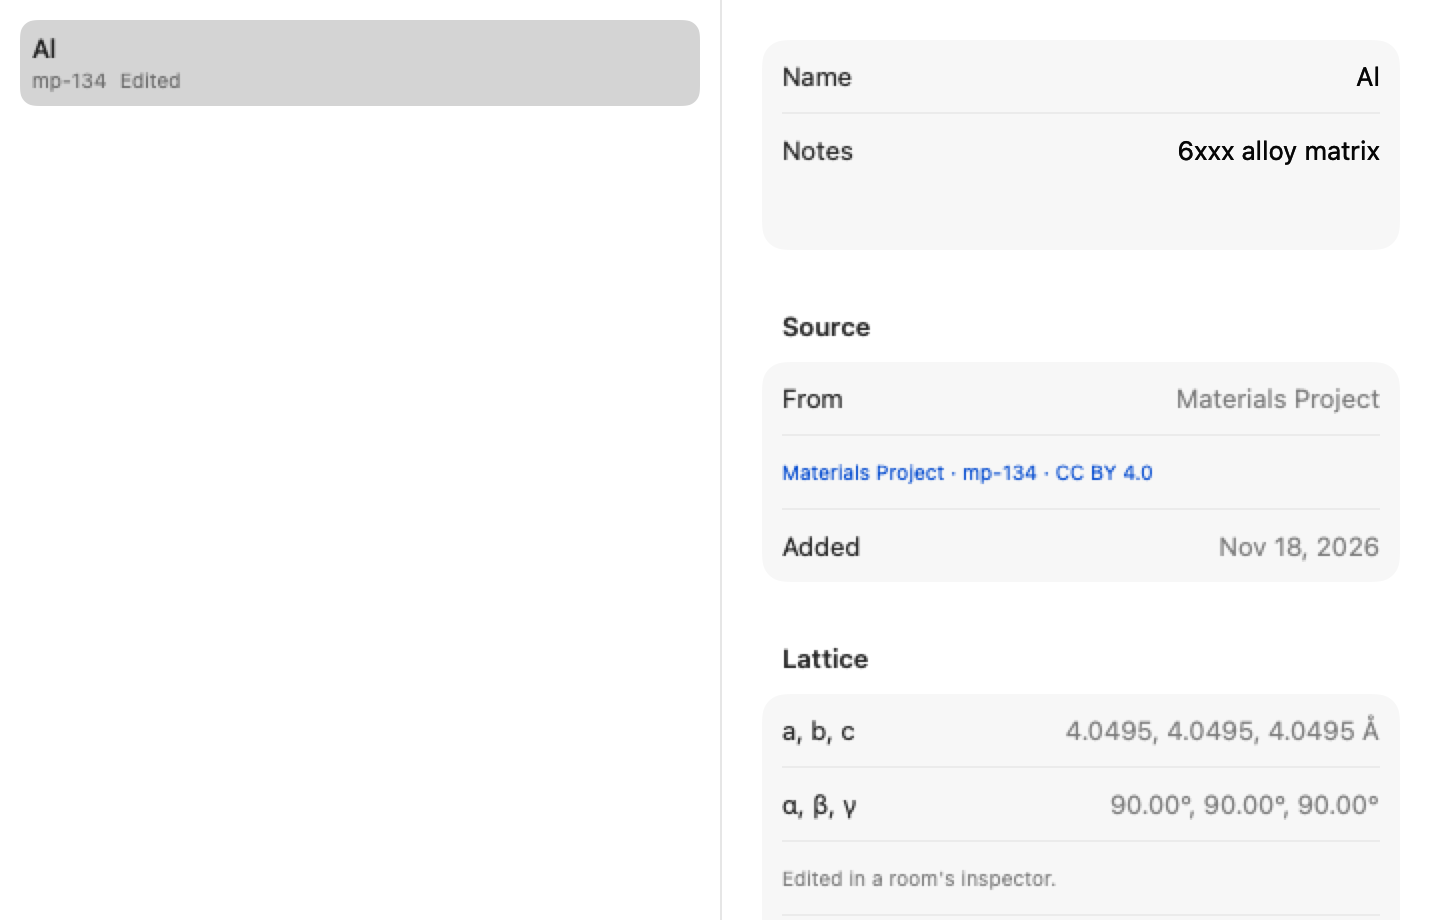 Al
mp-134 Edited
Name Al
Notes 6xxx alloy matrix
Source
From Materials Project
Materials Project · mp-134 · CC BY 4.0
Added Nov 18, 2026
Lattice
a, b, c 4.0495, 4.0495, 4.0495 Å
α, β, γ 90.00°, 90.00°, 90.00°
Edited in a room's inspector.